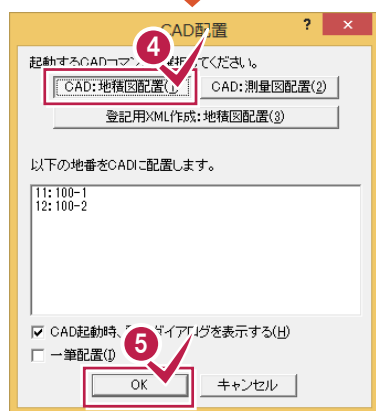 CAD配置
? ×
起動するCADコマン
てください。
4
CAD:地積図配置(1)
CAD:測量図配置(2)
登記用XML作成:地積図配置(3)
以下の地番をCADに配置します。
11:100-1
12:100-2
CAD起動時、
ダイアログを表示する(H)
5
一筆配置(I)
OK
キャンセル